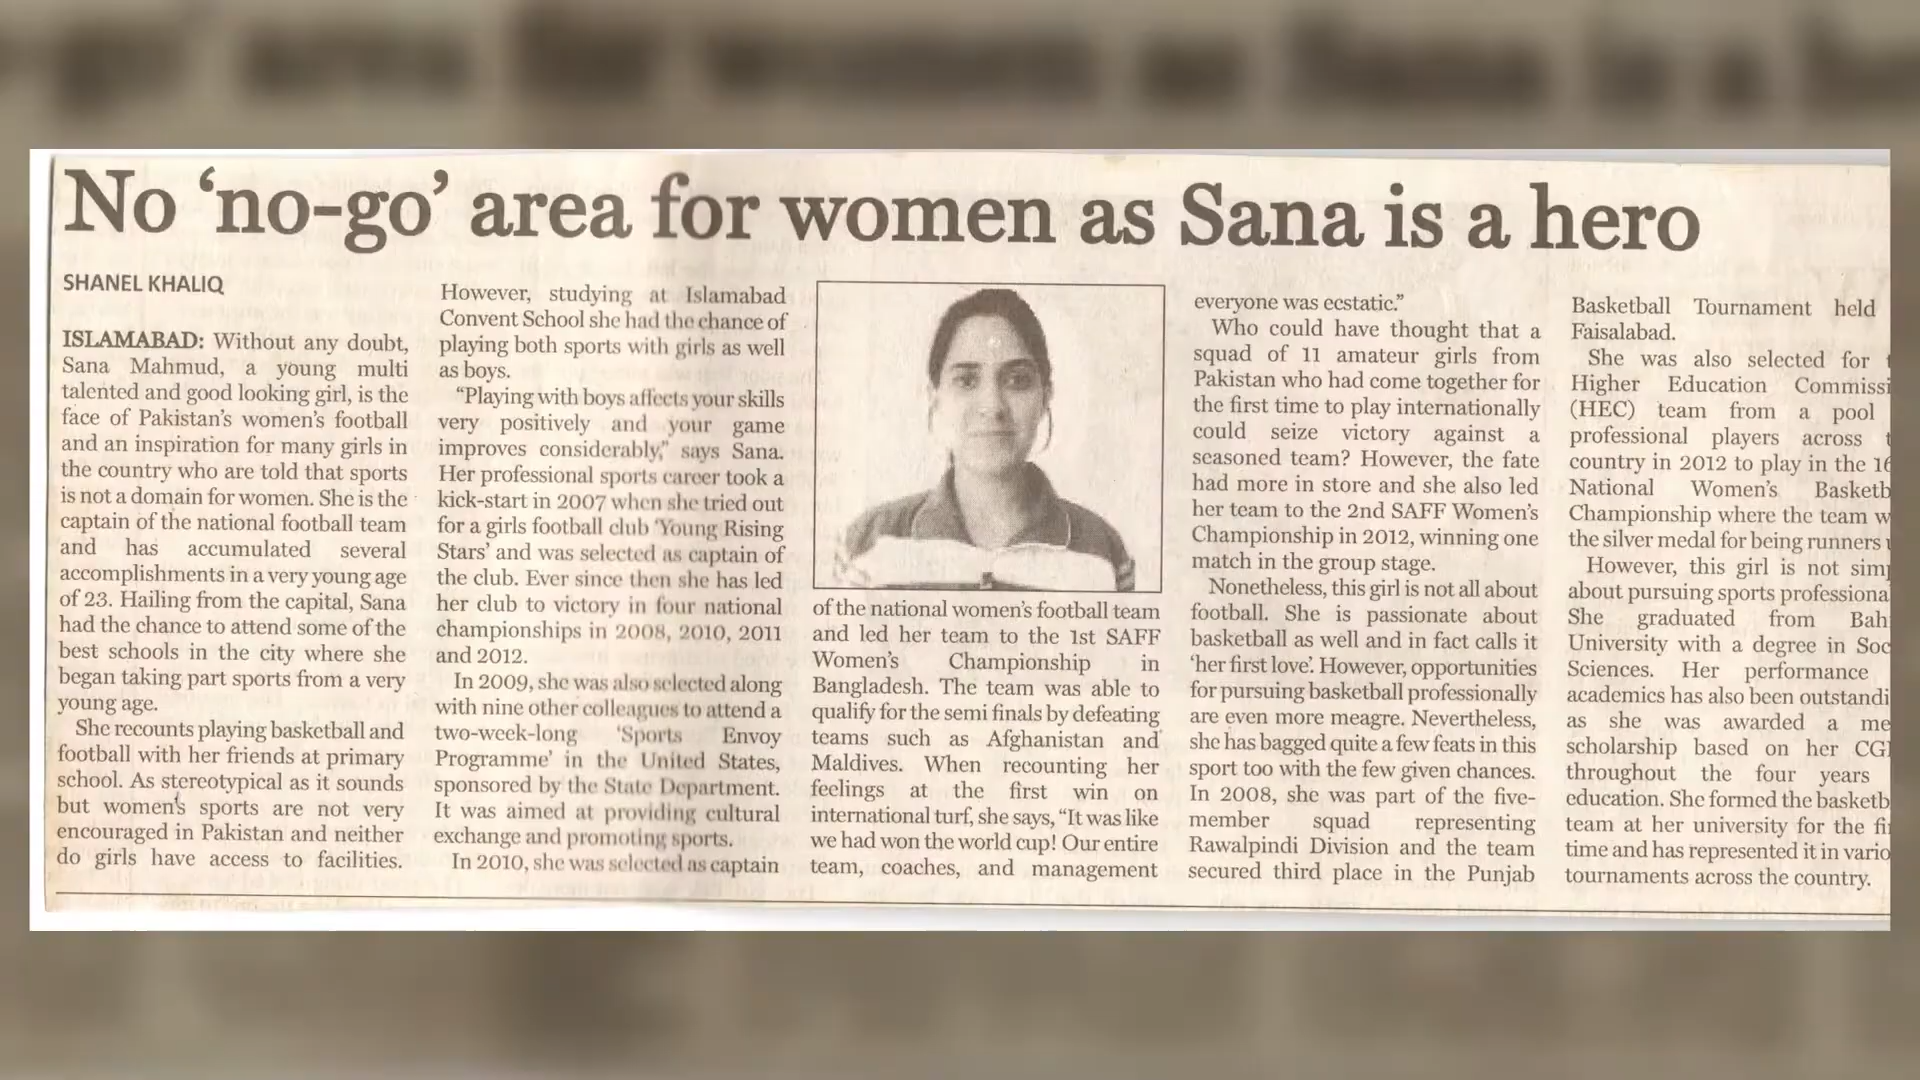 No ‘no-go’ area for women as Sana is a hero
SHANEL KHALIQ
ISLAMABAD: Without any doubt,
Sana Mahmud, a young multi
talented and good looking girl, is the
face of Pakistan’s women’s football
and an inspiration for many girls in
the country who are told that sports
is not a domain for women. She is the
captain of the national football team
and has accumulated several
accomplishments in a very young age
of 23. Hailing from the capital, Sana
had the chance to attend some of the
best schools in the city where she
began taking part sports from a very
young age.
She recounts playing basketball and
football with her friends at primary
school. As stereotypical as it sounds
but women’s sports are not very
encouraged in Pakistan and neither
do girls have access to facilities.
However, studying at Islamabad
Convent School she had the chance of
playing both sports with girls as well
as boys.
“Playing with boys affects your skills
very positively and your game
improves considerably,” says Sana.
Her professional sports career took a
kick-start in 2007 when she tried out
for a girls football club ‘Young Rising
Stars’ and was selected as captain of
the club. Ever since then she has led
her club to victory in four national
championships in 2008, 2010, 2011
and 2012.
In 2009, she was also selected along
with nine other colleagues to attend a
two-week-long ‘Sports Envoy
Programme’ in the United States,
sponsored by the State Department.
It was aimed at providing cultural
exchange and promoting sports.
In 2010, she was selected as captain
of the national women’s football team
and led her team to the 1st SAFF
Women’s Championship in
Bangladesh. The team was able to
qualify for the semi finals by defeating
teams such as Afghanistan and
Maldives. When recounting her
feelings at the first win on
international turf, she says, “It was like
we had won the world cup! Our entire
team, coaches, and management
everyone was ecstatic.”
Who could have thought that a
squad of 11 amateur girls from
Pakistan who had come together for
the first time to play internationally
could seize victory against a
seasoned team? However, the fate
had more in store and she also led
her team to the 2nd SAFF Women’s
Championship in 2012, winning one
match in the group stage.
Nonetheless, this girl is not all about
football. She is passionate about
basketball as well and in fact calls it
‘her first love’. However, opportunities
for pursuing basketball professionally
are even more meagre. Nevertheless,
she has bagged quite a few feats in this
sport too with the few given chances.
In 2008, she was part of the five-
member squad representing
Rawalpindi Division and the team
secured third place in the Punjab
Basketball Tournament held
Faisalabad.
She was also selected for
Higher Education Commissi
(HEC) team from a pool
professional players across
country in 2012 to play in the 16
National Women’s Basketb
Championship where the team w
the silver medal for being runners
However, this girl is not simp
about pursuing sports professiona
She graduated from Bah
University with a degree in Soc
Sciences. Her performance
academics has also been outstandi
as she was awarded a me
scholarship based on her CG
throughout the four years
education. She formed the basketb
team at her university for the fi
time and has represented it in vario
tournaments across the country.